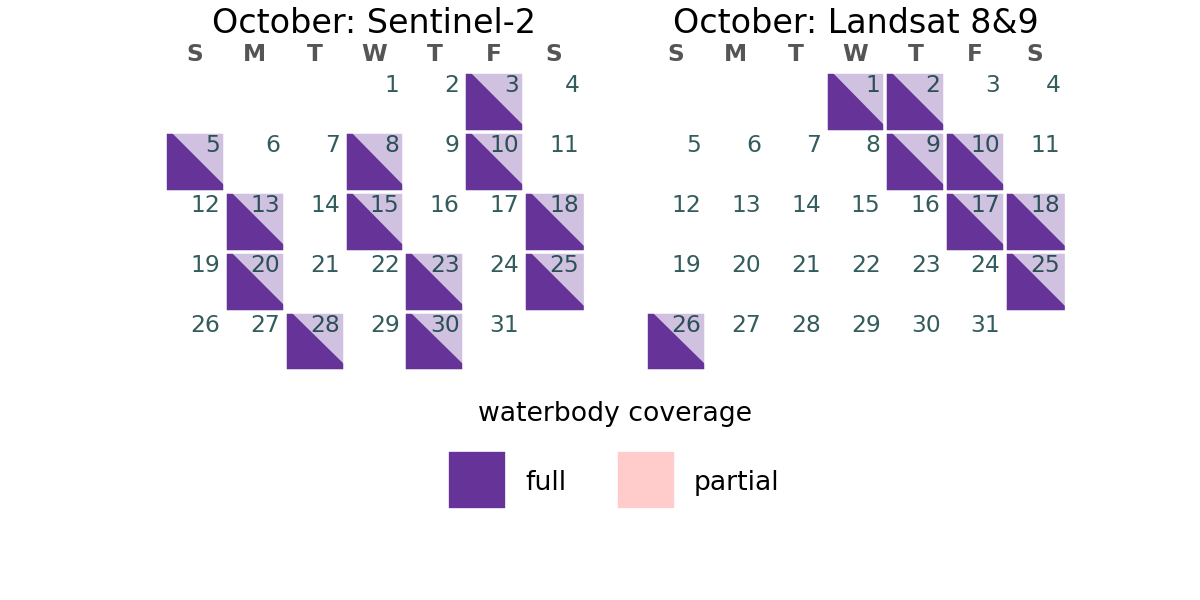 October: Sentinel-2
S M T W T F S
1 2 3 4
5 6 7 8 9 10 11
12 13 14 15 16 17 18
19 20 21 22 23 24 25
26 27 28 29 30 31
October: Landsat 8&9
S M T W T F S
1 2 3 4
5 6 7 8 9 10 11
12 13 14 15 16 17 18
19 20 21 22 23 24 25
26 27 28 29 30 31
waterbody coverage
full partial